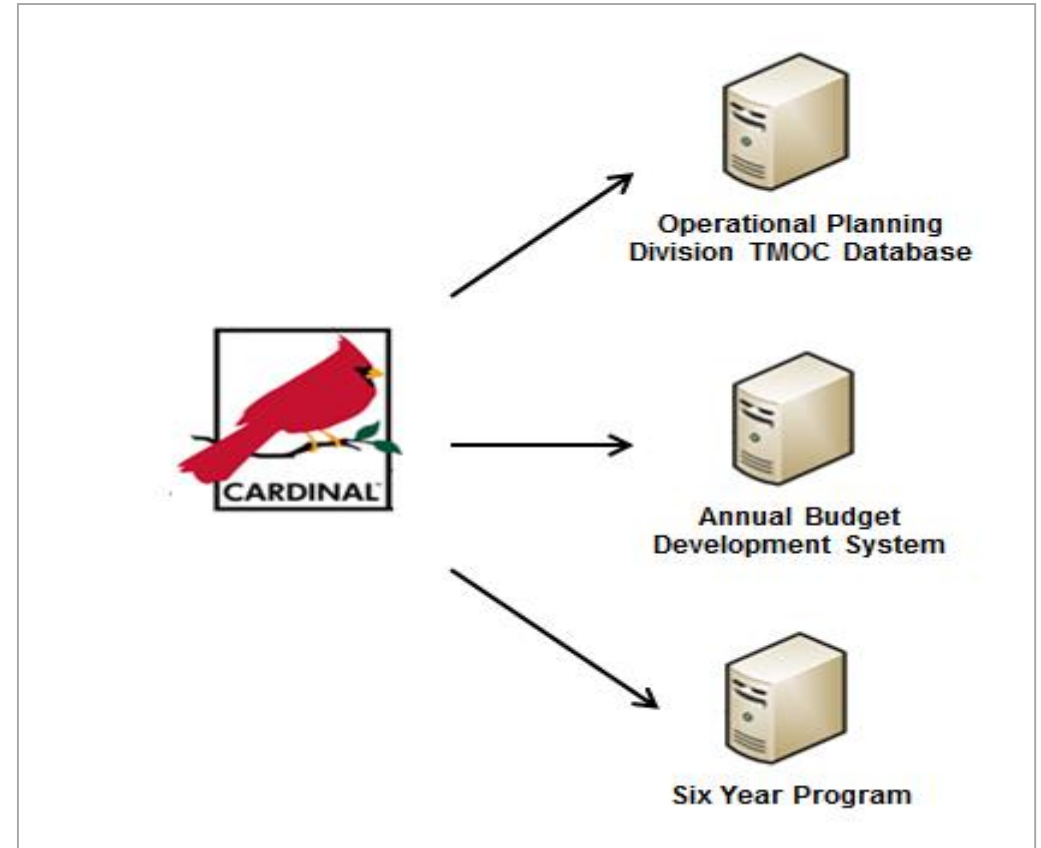 Operational Planning
Division TMOC Database
CARDINAL
Annual Budget
Development System
Six Year Program